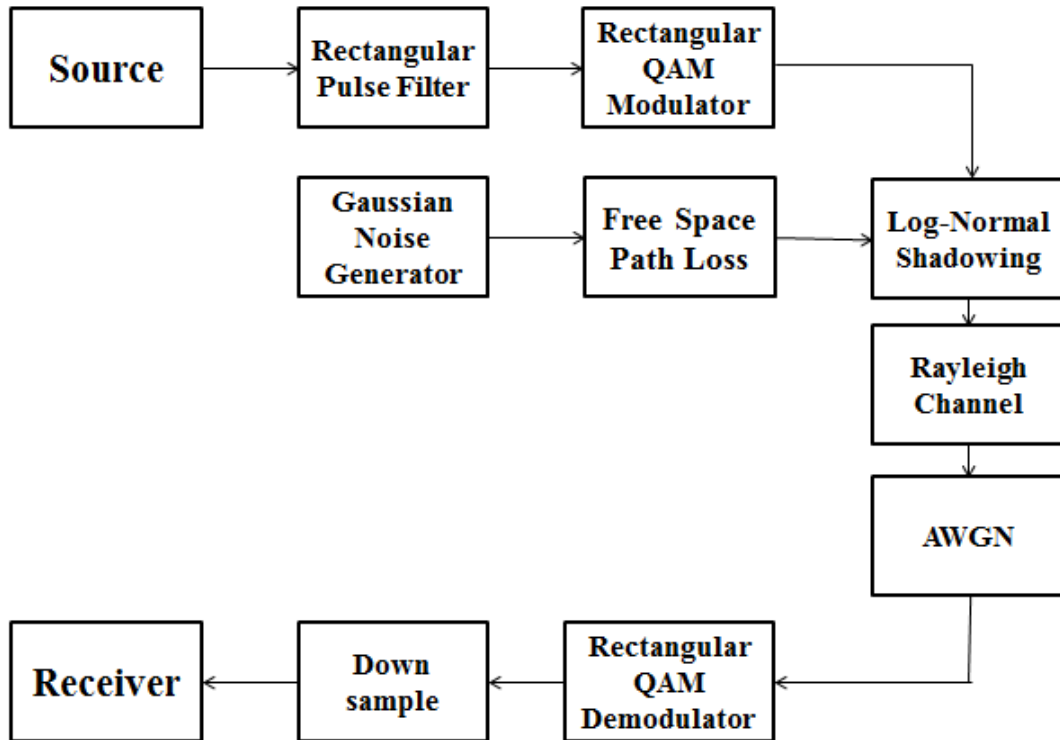 Source
Rectangular
Pulse Filter
Rectangular
QAM
Modulator
Gaussian
Noise
Generator
Free Space
Path Loss
Log-Normal
Shadowing
Rayleigh
Channel
AWGN
Receiver
Down
sample
Rectangular
QAM
Demodulator